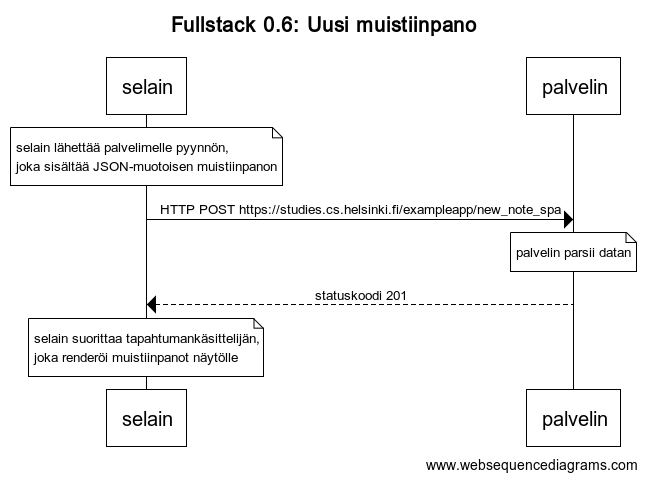 Fullstack 0.6: Uusi muistiinpano
selain
palvelin
selain lähettää palvelimelle pyynnön,
joka sisältää JSON-muotoisen muistiinpanon
HTTP POST https://studies.cs.helsinki.fi/exampleapp/new_note_spa
palvelin parsii datan
statuskoodi 201
selain suorittaa tapahtumankäsittelijän,
joka renderöi muistiinpanot näytölle
selain
palvelin
www.websequencediagrams.com